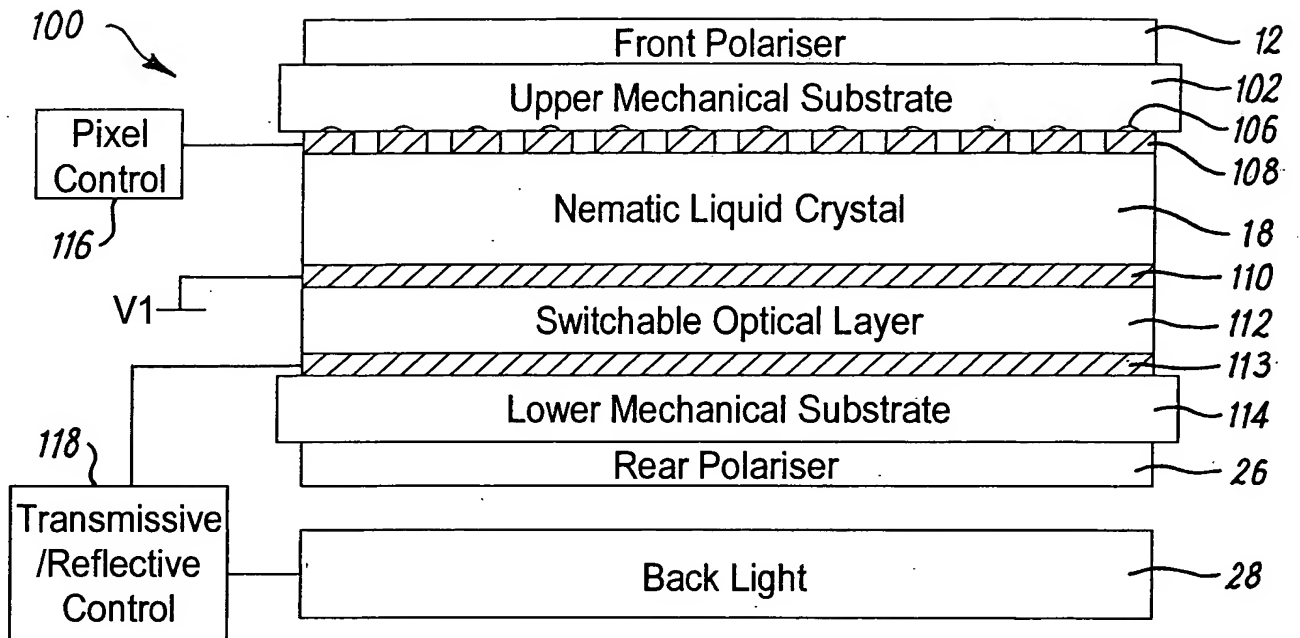 100
Front Polariser
12
Upper Mechanical Substrate
102
106
Pixel
Control
116
108
Nematic Liquid Crystal
18
110
V1
Switchable Optical Layer
112
113
Lower Mechanical Substrate
114
118
Rear Polariser
26
Transmissive
/Reflective
Control
Back Light
28